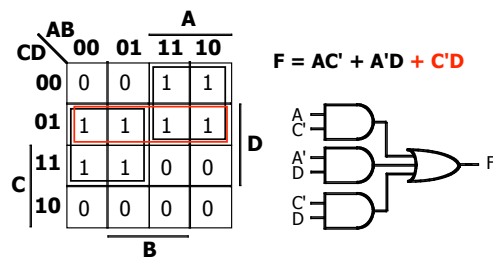 A
AB
CD 00 01 11 10
00 0 0 1 1
01 1 1 1 1
D
11 1 1 0 0
C
10 0 0 0 0
B
F = AC' + A'D + C'D
A
C'
A'
D
F
C'
D